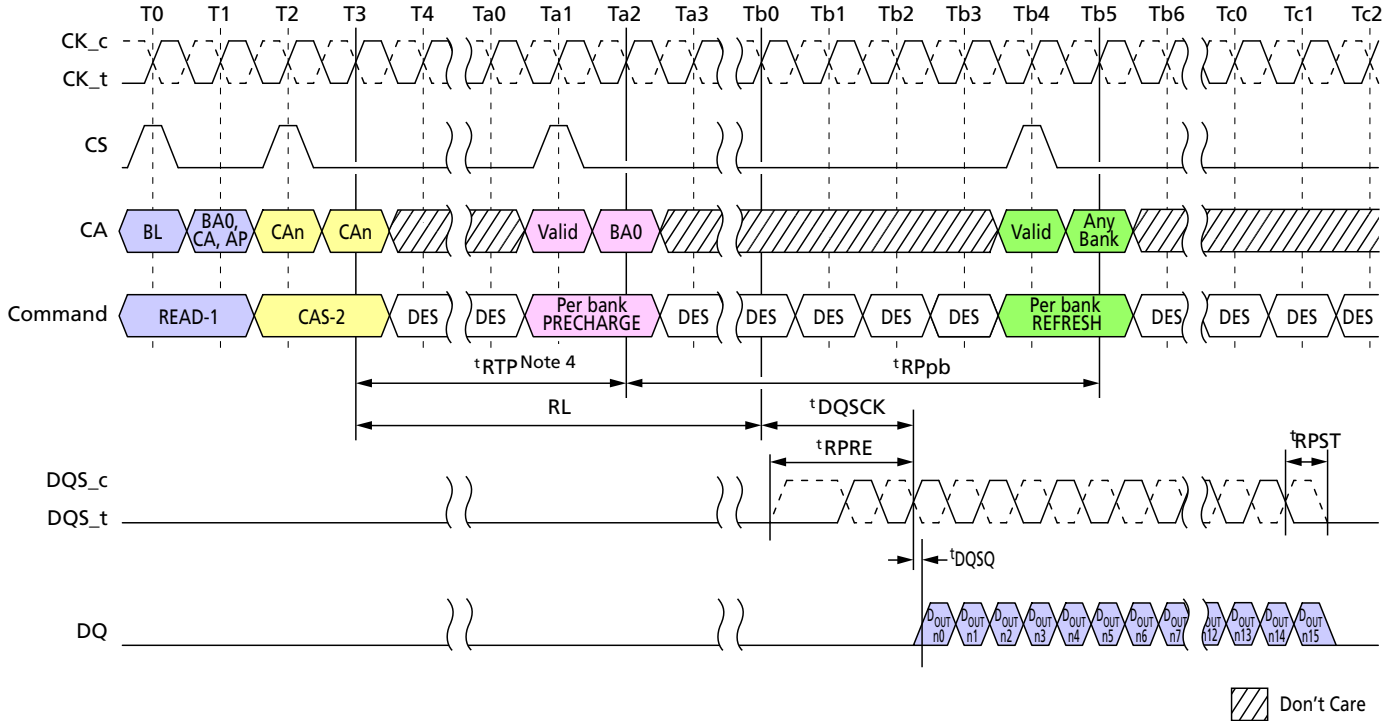 T0 T1 T2 T3 T4 Ta0 Ta1 Ta2 Ta3 Tb0 Tb1 Tb2 Tb3 Tb4 Tb5 Tb6 Tc0 Tc1 Tc2
CK_c
CK_t
CS
CA
BL
BA0,
CA, AP
CAn
CAn
Valid
BA0
Valid
Any
Bank
Command
READ-1
CAS-2
DES
DES
Per bank
PRECHARGE
DES
DES
DES
DES
DES
Per bank
REFRESH
DES
DES
DES
DES
tRTP Note 4
tRPpb
RL
tDQSCK
tRPRE
tRPST
DQS_c
DQS_t
tDQSQ
DQ
DOUT
n0
DOUT
n1
DOUT
n2
DOUT
n3
DOUT
n4
DOUT
n5
DOUT
n6
DOUT
n7
DOUT
n12
DOUT
n13
DOUT
n14
DOUT
n15
Don't Care